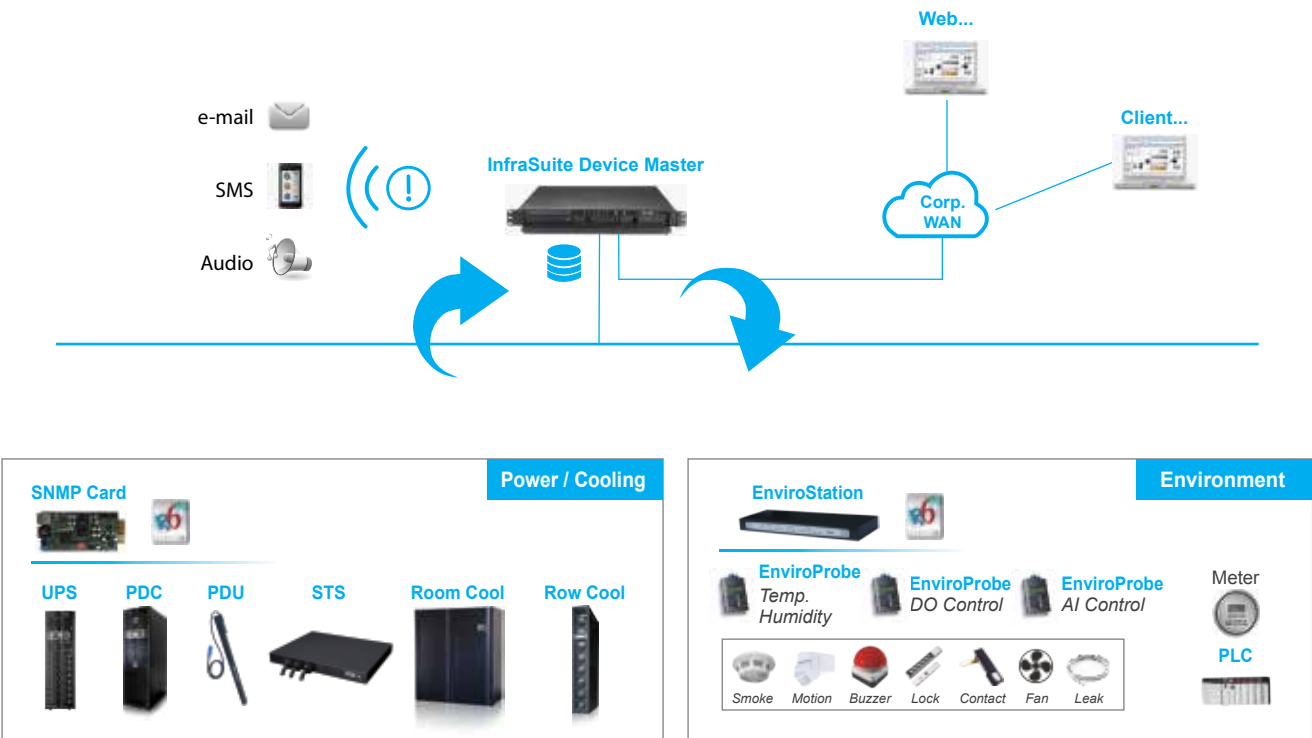 Web...
e-mail
Client...
InfraSuite Device Master
SMS
Corp.
WAN
Audio
Power / Cooling
SNMP Card
6
UPS
PDC
PDU
STS
Room Cool
Row Cool
Environment
EnviroStation
6
EnviroProbe
Temp.
Humidity
EnviroProbe
DO Control
EnviroProbe
AI Control
Meter
PLC
Smoke
Motion
Buzzer
Lock
Contact
Fan
Leak